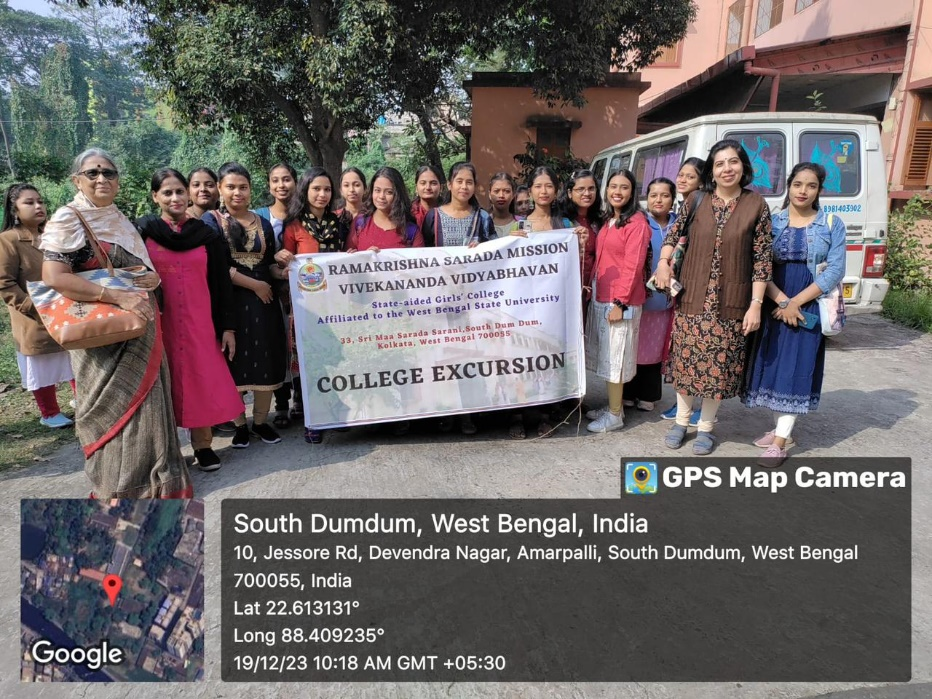 RAMAKRISHNA SARADA MISSION
VIVEKANANDA VIDYABHAVAN
State-aided Girls' College
Affiliated to the West Bengal State University
33, Sri Maa Sarada Sarani,South Dum Dum,
Kolkata, West Bengal 700055
COLLEGE EXCURSION
8981403902
GPS Map Camera
South Dumdum, West Bengal, India
10, Jessore Rd, Devendra Nagar, Amarpalli, South Dumdum, West Bengal
700055, India
Lat 22.613131°
Long 88.409235°
19/12/23 10:18 AM GMT +05:30
Google